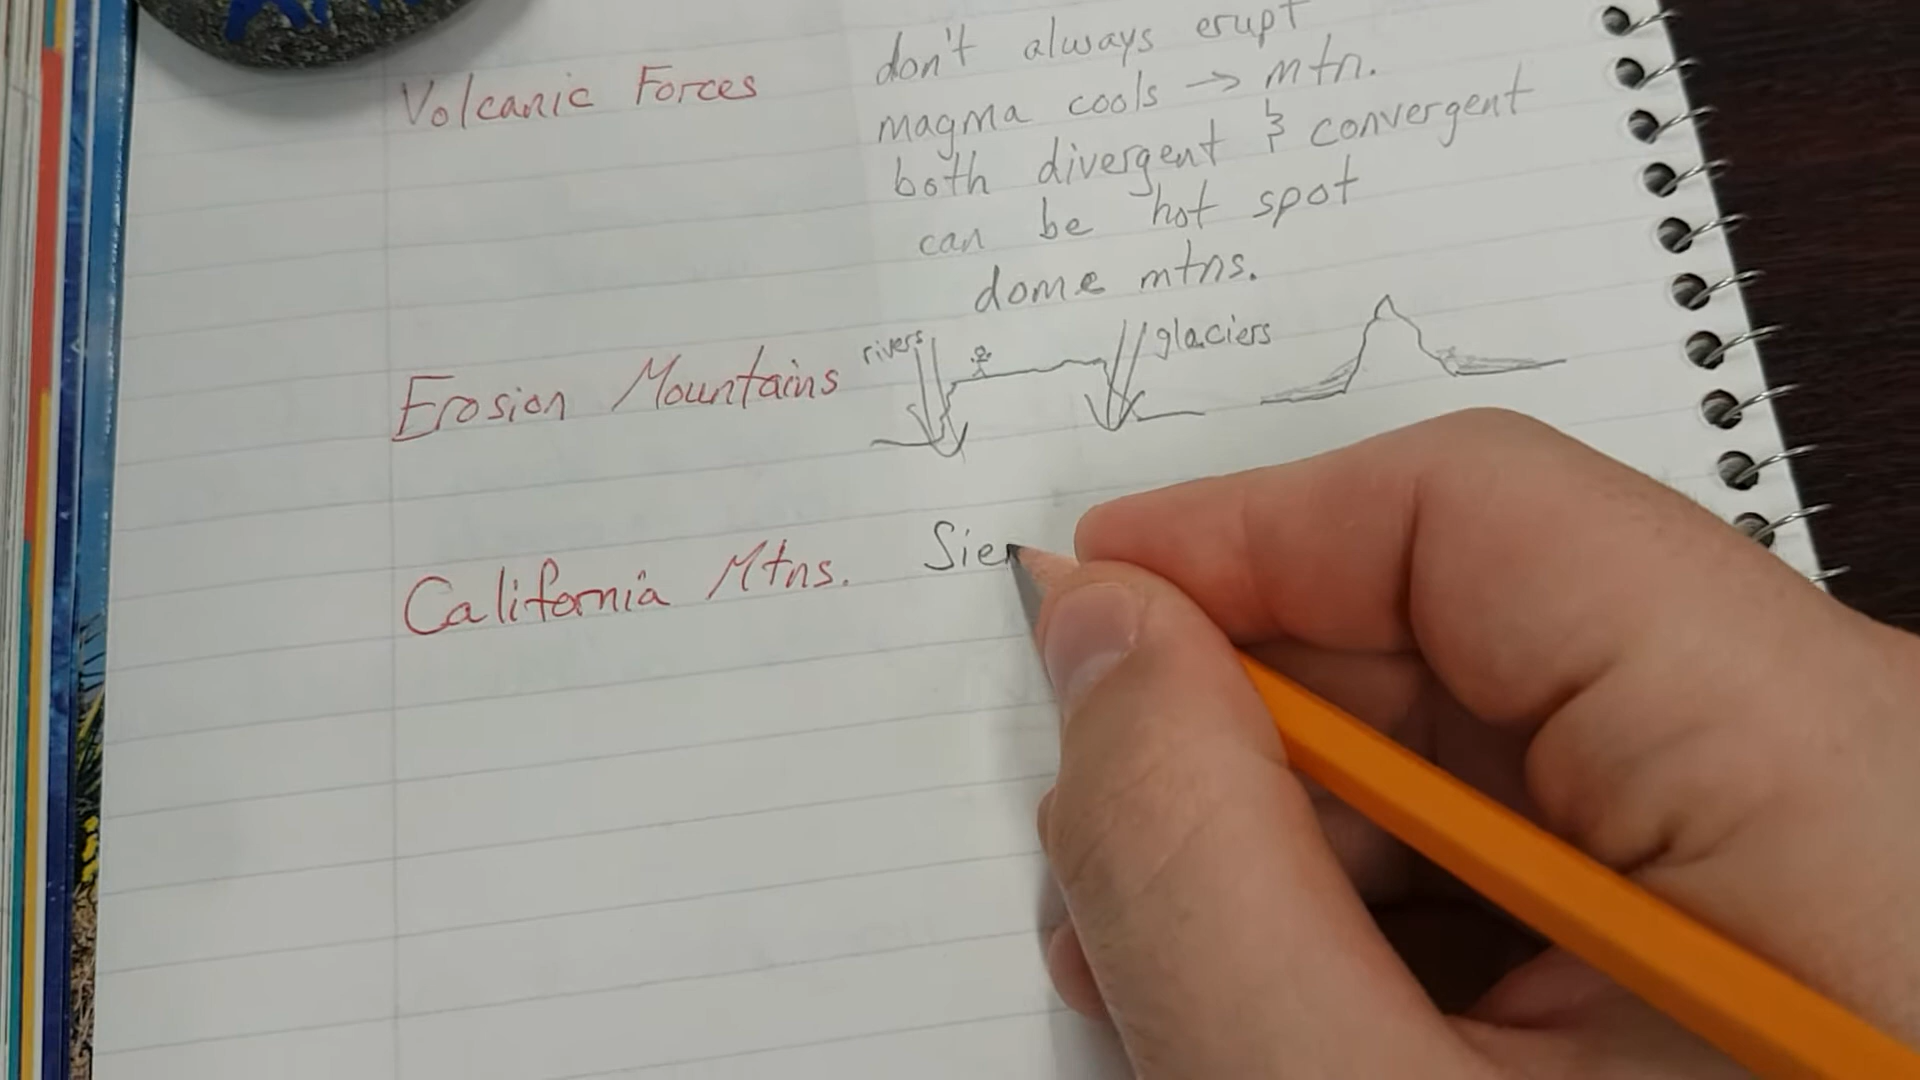 don't always erupt
Volcanic Forces
magma cools → mtn.
both divergent & convergent
can be hot spot
dome mtns.
rivers
glaciers
Erosion Mountains
California Mtns.
Sier